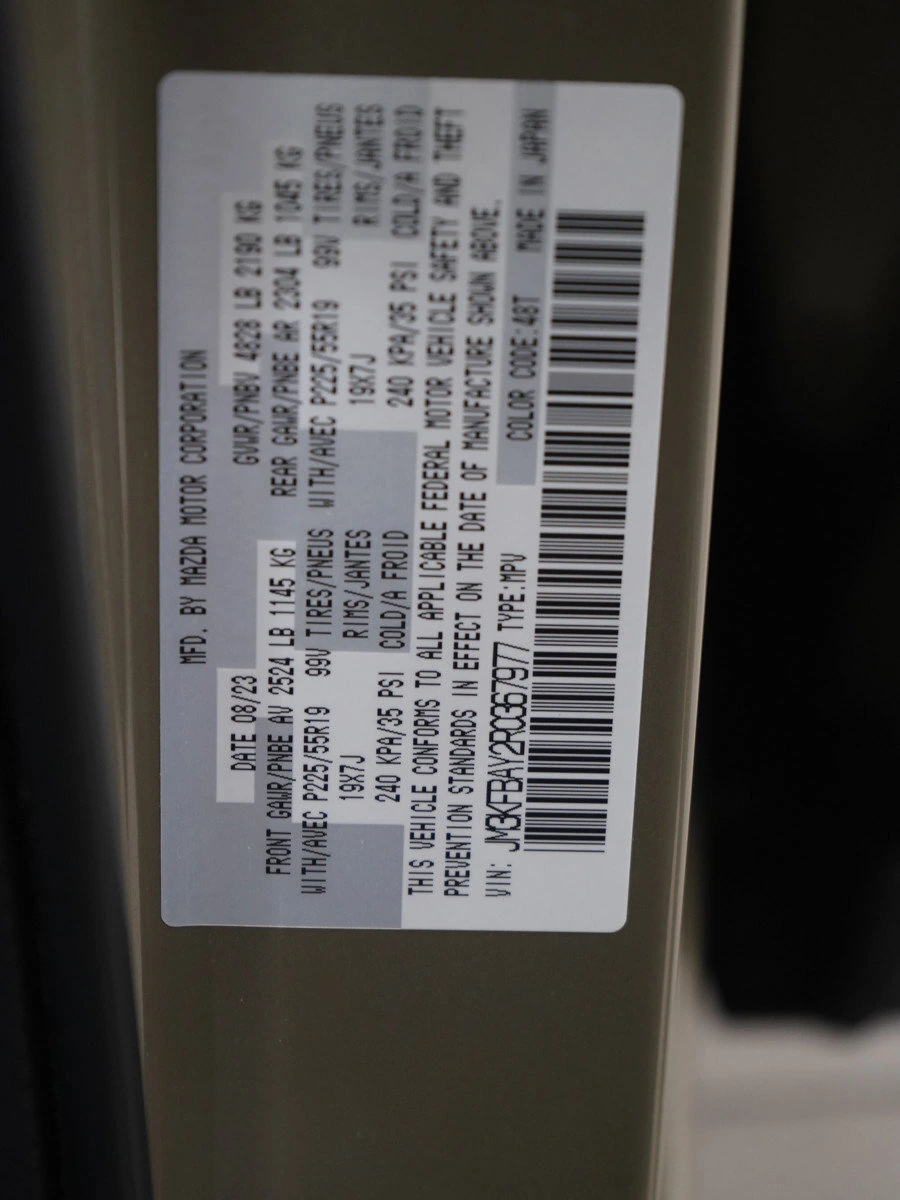 MFD. BY MAZDA MOTOR CORPORATION
DATE 08/23 GVWR/PNBV 4828 LB 2190 KG
FRONT GAWR/PNBE AV 2524 LB 1145 KG REAR GAWR/PNBE AR 2304 LB 1045 KG
WITH/AVEC P225/55R19 99V TIRES/PNEUS WITH/AVEC P225/55R19 99V TIRES/PNEUS
19X7J RIMS/JANTES 19X7J RIMS/JANTES
240 KPA/35 PSI COLD/A FROID 240 KPA/35 PSI COLD/A FROID
THIS VEHICLE CONFORMS TO ALL APPLICABLE FEDERAL MOTOR VEHICLE SAFETY AND THEFT
PREVENTION STANDARDS IN EFFECT ON THE DATE OF MANUFACTURE SHOWN ABOVE.
VIN: JM3KFBAY2R0367977 TYPE:MPV COLOR CODE:48T MADE IN JAPAN